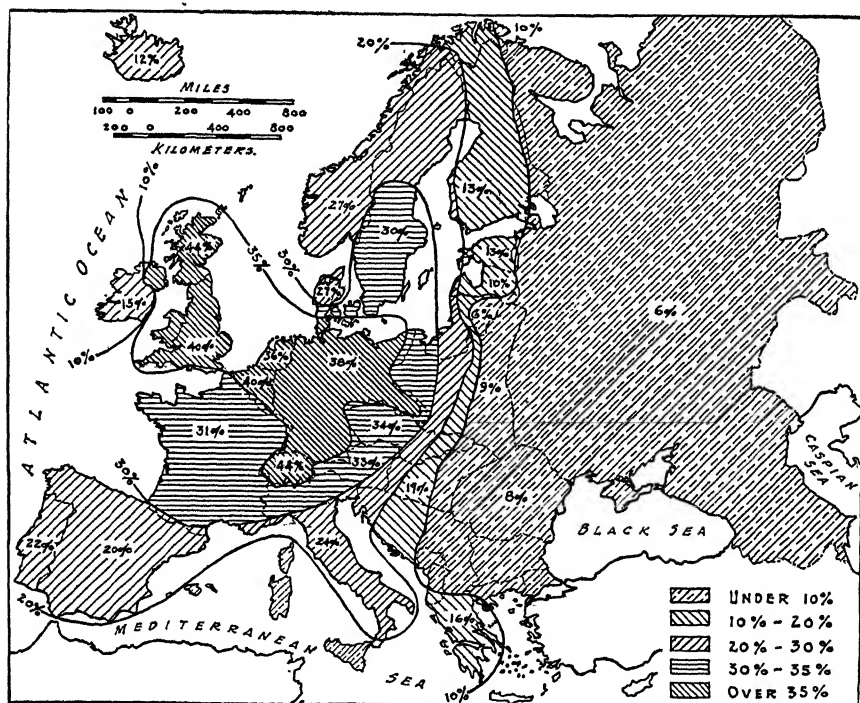 10%
20%
12%
MILES
100 0 200 400 800
200 0 400 800
KILOMETERS.
10%
ATLANTIC OCEAN
27%
13%
30%
44%
35%
30%
27%
13%
10%
15%
6%
6%
10%
40%
36%
38%
40%
9%
34%
31%
33%
44%
CASPIAN
SEA
30%
19%
8%
BLACK SEA
22%
20%
24%
UNDER 10%
20%
16%
10% - 20%
MEDITERRANEAN
20% - 30%
SEA
30% - 35%
10%
OVER 35%